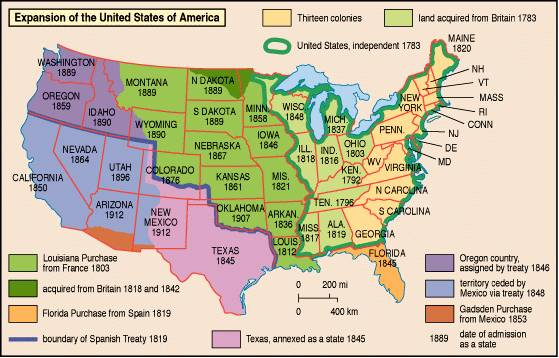 Expansion of the United States of America
Thirteen colonies
land acquired from Britain 1783
United States, independent 1783
MAINE
1820
WASHINGTON
1889
MONTANA
1889
N DAKOTA
1889
MINN.
1858
OREGON
1859
IDAHO
1890
WYOMING
1890
S DAKOTA
1889
WISC.
1848
MICH.
1837
NEW
YORK
NH
VT
MASS
RI
CONN
NJ
DE
MD
NEVADA
1864
UTAH
1896
COLORADO
1876
NEBRASKA
1867
IOWA
1846
ILL.
1818
IND.
1816
OHIO
1803
PENN.
WV
VIRGINIA
CALIFORNIA
1850
KANSAS
1861
MIS.
1821
KEN.
1792
N CAROLINA
ARIZONA
1912
NEW
MEXICO
1912
OKLAHOMA
1907
ARKAN.
1836
TEN. 1796
S CAROLINA
TEXAS
1845
LOUIS
1812
MISS.
1817
ALA.
1819
GEORGIA
FLORIDA
1845
Louisiana Purchase
from France 1803
acquired from Britain 1818 and 1842
Florida Purchase from Spain 1819
boundary of Spanish Treaty 1819
0 200 mi
0 400 km
Texas, annexed as a state 1845
Oregon country,
assigned by treaty 1846
territory ceded by
Mexico via treaty 1848
Gadsden Purchase
from Mexico 1853
1889 date of admission
as a state